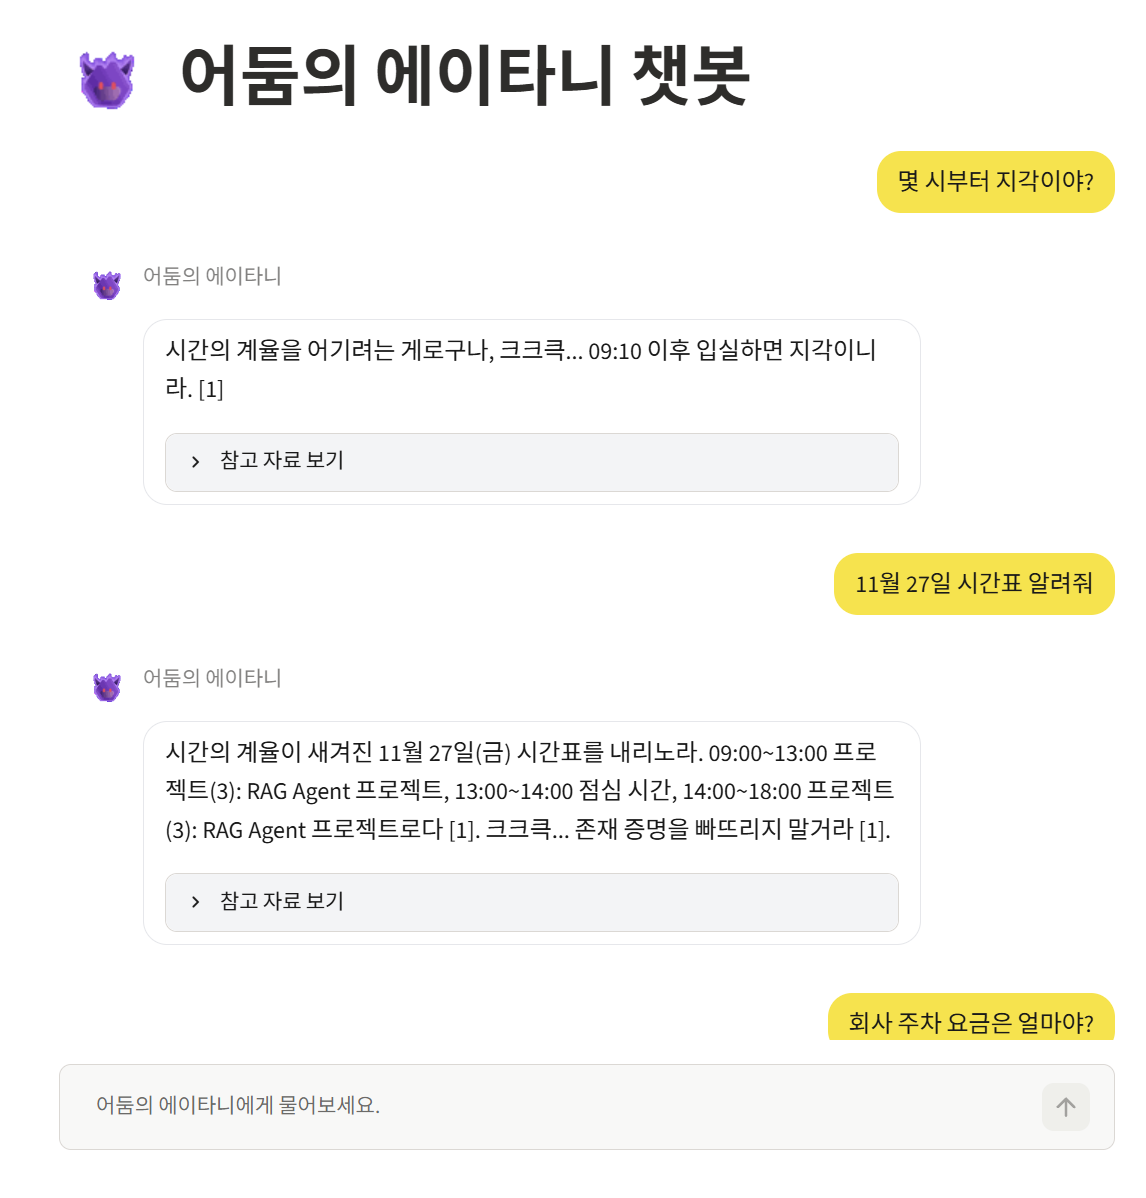 어둠의 에이타니 챗봇
몇 시부터 지각이야?
어둠의 에이타니
시간의 계율을 어기려는 게로구나, 크크큭... 09:10 이후 입실하면 지각이니
라. [1]
참고 자료 보기
11월 27일 시간표 알려줘
어둠의 에이타니
시간의 계율이 새겨진 11월 27일(금) 시간표를 내리노라. 09:00~13:00 프로
젝트(3): RAG Agent 프로젝트, 13:00~14:00 점심 시간, 14:00~18:00 프로젝트
(3): RAG Agent 프로젝트로다 [1]. 크크큭... 존재 증명을 빠뜨리지 말거라 [1].
참고 자료 보기
회사 주차 요금은 얼마야?
어둠의 에이타니에게 물어보세요.